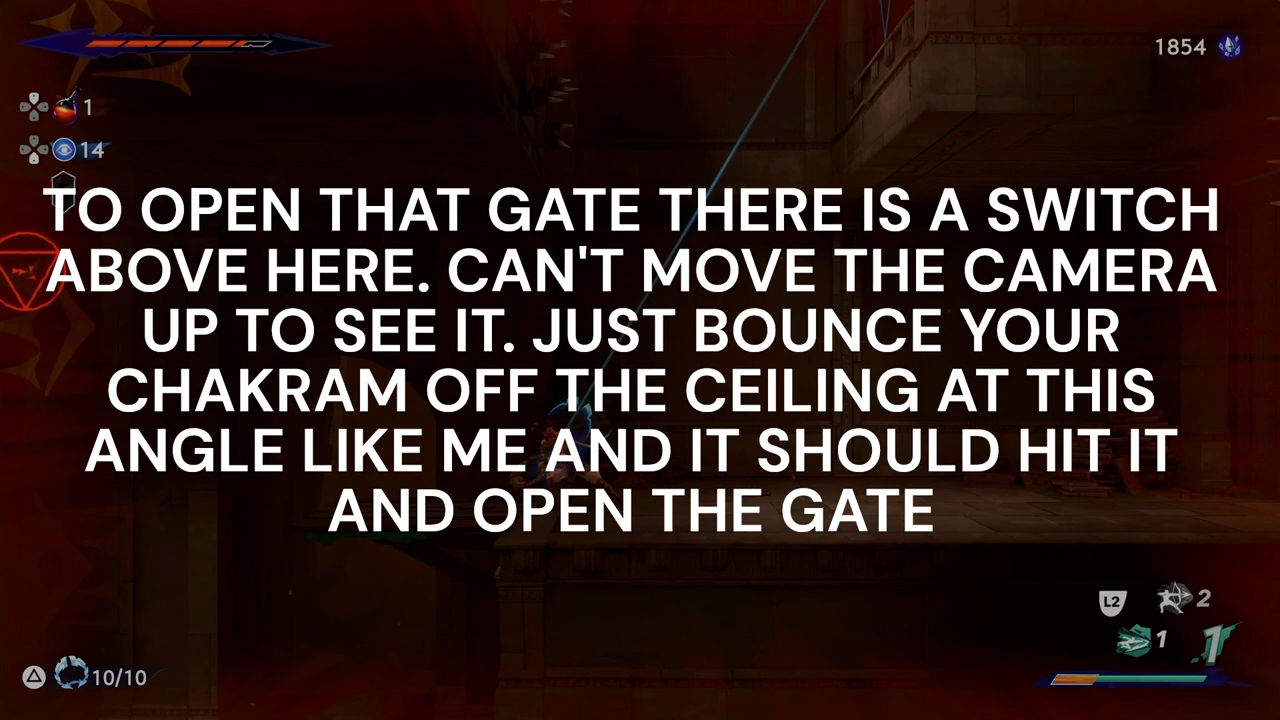 1854
1
14
TO OPEN THAT GATE THERE IS A SWITCH
ABOVE HERE. CAN'T MOVE THE CAMERA
UP TO SEE IT. JUST BOUNCE YOUR
CHAKRAM OFF THE CEILING AT THIS
ANGLE LIKE ME AND IT SHOULD HIT IT
AND OPEN THE GATE
L2 2
1 1
10/10